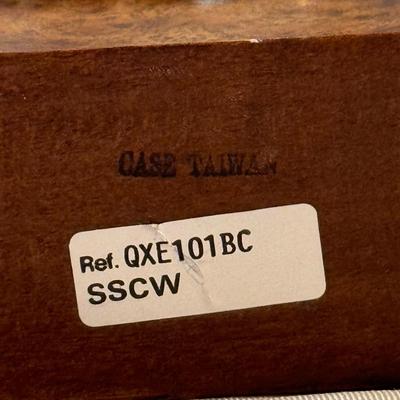 CASE TAIWAN
Ref. QXE101BC
SSCW